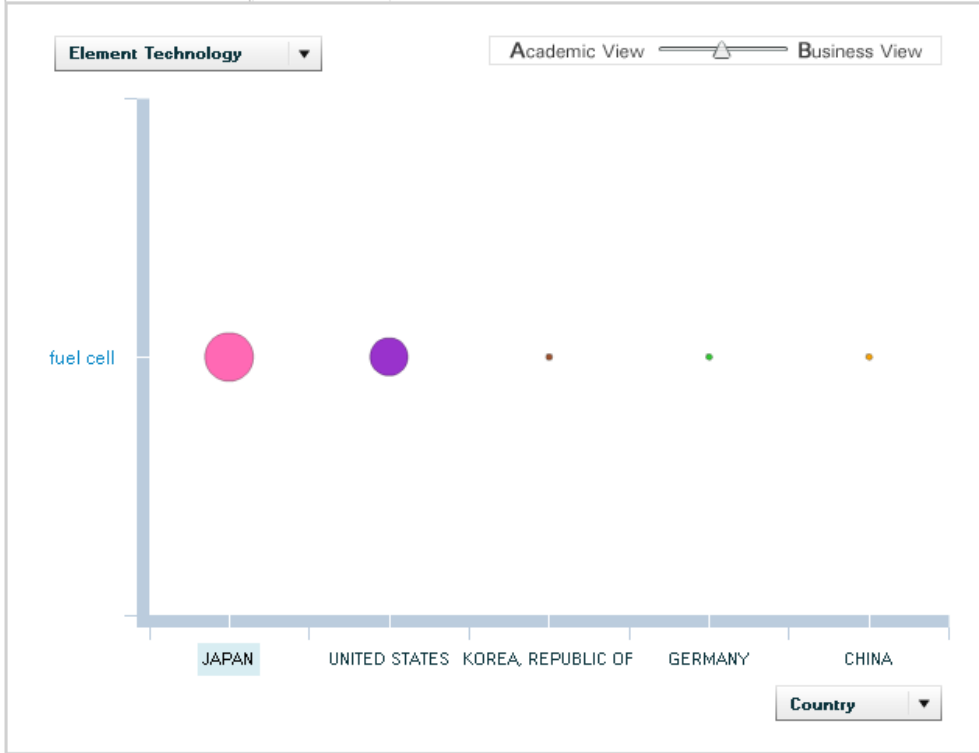 Element Technology
Academic View Business View
fuel cell
JAPAN UNITED STATES KOREA, REPUBLIC OF GERMANY CHINA
Country